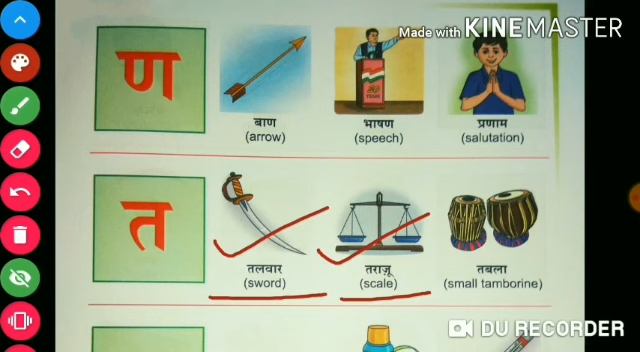 Made with KINEMASTER
ण
बाण
(arrow)
भाषण
(speech)
प्रणाम
(salutation)
त
तलवार
(sword)
तराजू
(scale)
तबला
(small tamborine)
DU RECORDER